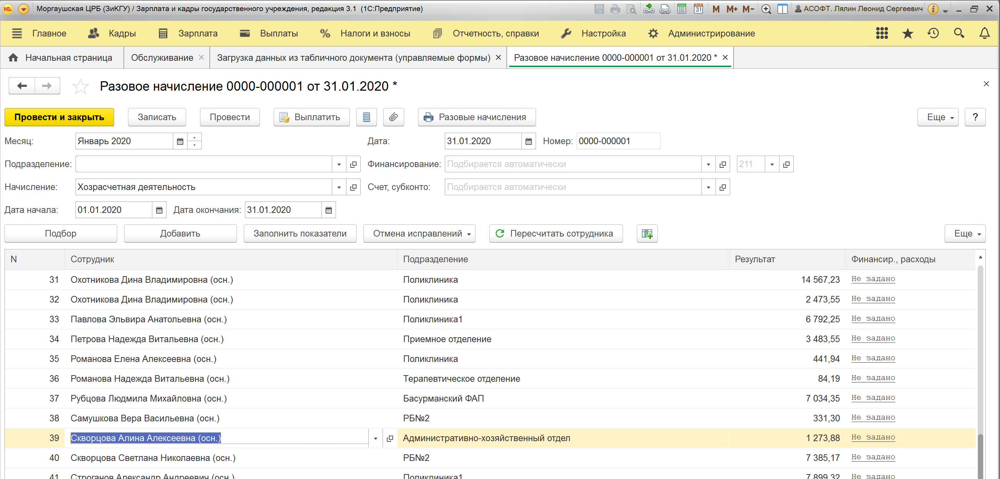 Моргаушская ЦРБ (ЗиКГУ) / Зарплата и кадры государственного учреждения, редакция 3.1 (1С:Предприятие)
M M+ M- АСОФТ. Лялин Леонид Сергеевич
Главное Кадры Зарплата Выплаты Налоги и взносы Отчетность, справки Настройка Администрирование
Начальная страница Обслуживание Загрузка данных из табличного документа (управляемые формы) Разовое начисление 0000-000001 от 31.01.2020 *
Разовое начисление 0000-000001 от 31.01.2020 *
Провести и закрыть Записать Провести Выплатить Разовые начисления Еще ?
Месяц: Январь 2020 Дата: 31.01.2020 Номер: 0000-000001
Подразделение: Финансирование: Подбирается автоматически 211
Начисление: Хозрасчетная деятельность Счет, субконто: Подбирается автоматически
Дата начала: 01.01.2020 Дата окончания: 31.01.2020
Подбор Добавить Заполнить показатели Отмена исправлений Пересчитать сотрудника Еще
N Сотрудник Подразделение Результат Финансир., расходы
31 Охотникова Дина Владимировна (осн.) Поликлиника 14 567,23 Не задано
32 Охотникова Дина Владимировна (осн.) Поликлиника 2 473,55 Не задано
33 Павлова Эльвира Анатольевна (осн.) Поликлиника1 6 792,25 Не задано
34 Петрова Надежда Витальевна (осн.) Приемное отделение 3 483,55 Не задано
35 Романова Елена Алексеевна (осн.) Поликлиника 441,94 Не задано
36 Романова Надежда Витальевна (осн.) Терапевтическое отделение 84,19 Не задано
37 Рубцова Людмила Михайловна (осн.) Басурманский ФАП 7 034,35 Не задано
38 Самушкова Вера Васильевна (осн.) РБ№2 331,30 Не задано
39 Скворцова Алина Алексеевна (осн.) Административно-хозяйственный отдел 1 273,88 Не задано
40 Скворцова Светлана Николаевна (осн.) РБ№2 7 385,17 Не задано
41 Строганов Александр Андреевич (осн.) Поликлиника1 7 899,32 Не задано